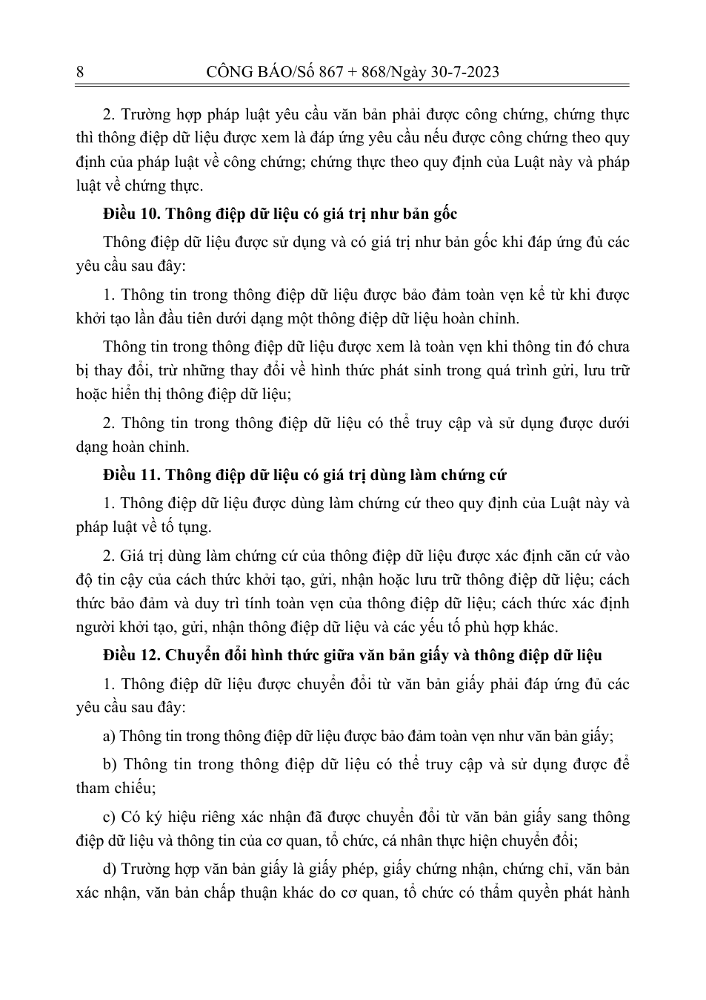 8 CÔNG BÁO/Số 867 + 868/Ngày 30-7-2023
2. Trường hợp pháp luật yêu cầu văn bản phải được công chứng, chứng thực
thì thông điệp dữ liệu được xem là đáp ứng yêu cầu nếu được công chứng theo quy
định của pháp luật về công chứng; chứng thực theo quy định của Luật này và pháp
luật về chứng thực.
Điều 10. Thông điệp dữ liệu có giá trị như bản gốc
Thông điệp dữ liệu được sử dụng và có giá trị như bản gốc khi đáp ứng đủ các
yêu cầu sau đây:
1. Thông tin trong thông điệp dữ liệu được bảo đảm toàn vẹn kể từ khi được
khởi tạo lần đầu tiên dưới dạng một thông điệp dữ liệu hoàn chỉnh.
Thông tin trong thông điệp dữ liệu được xem là toàn vẹn khi thông tin đó chưa
bị thay đổi, trừ những thay đổi về hình thức phát sinh trong quá trình gửi, lưu trữ
hoặc hiển thị thông điệp dữ liệu;
2. Thông tin trong thông điệp dữ liệu có thể truy cập và sử dụng được dưới
dạng hoàn chỉnh.
Điều 11. Thông điệp dữ liệu có giá trị dùng làm chứng cứ
1. Thông điệp dữ liệu được dùng làm chứng cứ theo quy định của Luật này và
pháp luật về tố tụng.
2. Giá trị dùng làm chứng cứ của thông điệp dữ liệu được xác định căn cứ vào
độ tin cậy của cách thức khởi tạo, gửi, nhận hoặc lưu trữ thông điệp dữ liệu; cách
thức bảo đảm và duy trì tính toàn vẹn của thông điệp dữ liệu; cách thức xác định
người khởi tạo, gửi, nhận thông điệp dữ liệu và các yếu tố phù hợp khác.
Điều 12. Chuyển đổi hình thức giữa văn bản giấy và thông điệp dữ liệu
1. Thông điệp dữ liệu được chuyển đổi từ văn bản giấy phải đáp ứng đủ các
yêu cầu sau đây:
a) Thông tin trong thông điệp dữ liệu được bảo đảm toàn vẹn như văn bản giấy;
b) Thông tin trong thông điệp dữ liệu có thể truy cập và sử dụng được để
tham chiếu;
c) Có ký hiệu riêng xác nhận đã được chuyển đổi từ văn bản giấy sang thông
điệp dữ liệu và thông tin của cơ quan, tổ chức, cá nhân thực hiện chuyển đổi;
d) Trường hợp văn bản giấy là giấy phép, giấy chứng nhận, chứng chỉ, văn bản
xác nhận, văn bản chấp thuận khác do cơ quan, tổ chức có thẩm quyền phát hành